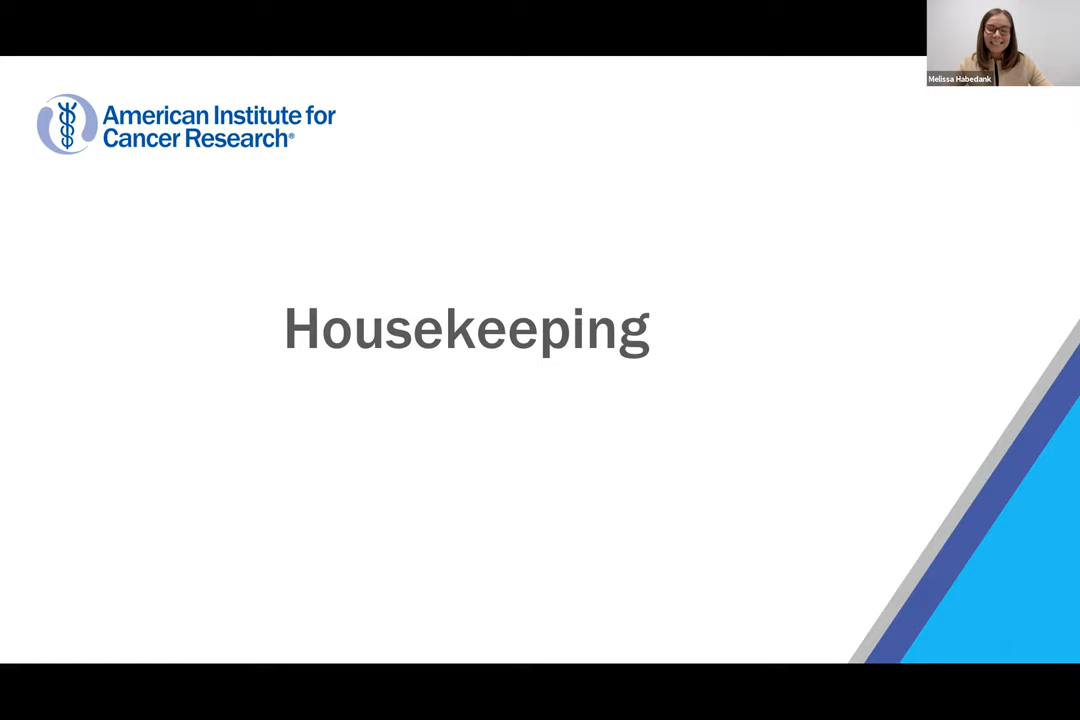 Melissa Habedank
American Institute for
Cancer Research®
Housekeeping